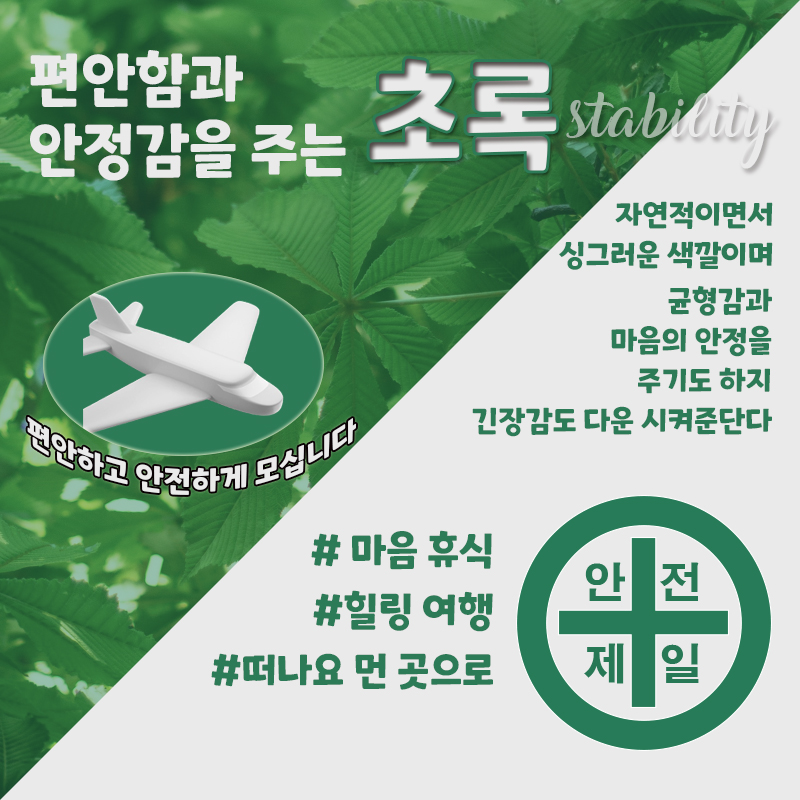 편안함과
안정감을 주는 초록 stability
자연적이면서
싱그러운 색깔이며
균형감과
마음의 안정을
주기도 하지
긴장감도 다운 시켜준단다
편안하고 안전하게 모십니다
# 마음 휴식
#힐링 여행
#떠나요 먼 곳으로
안 전
제 일